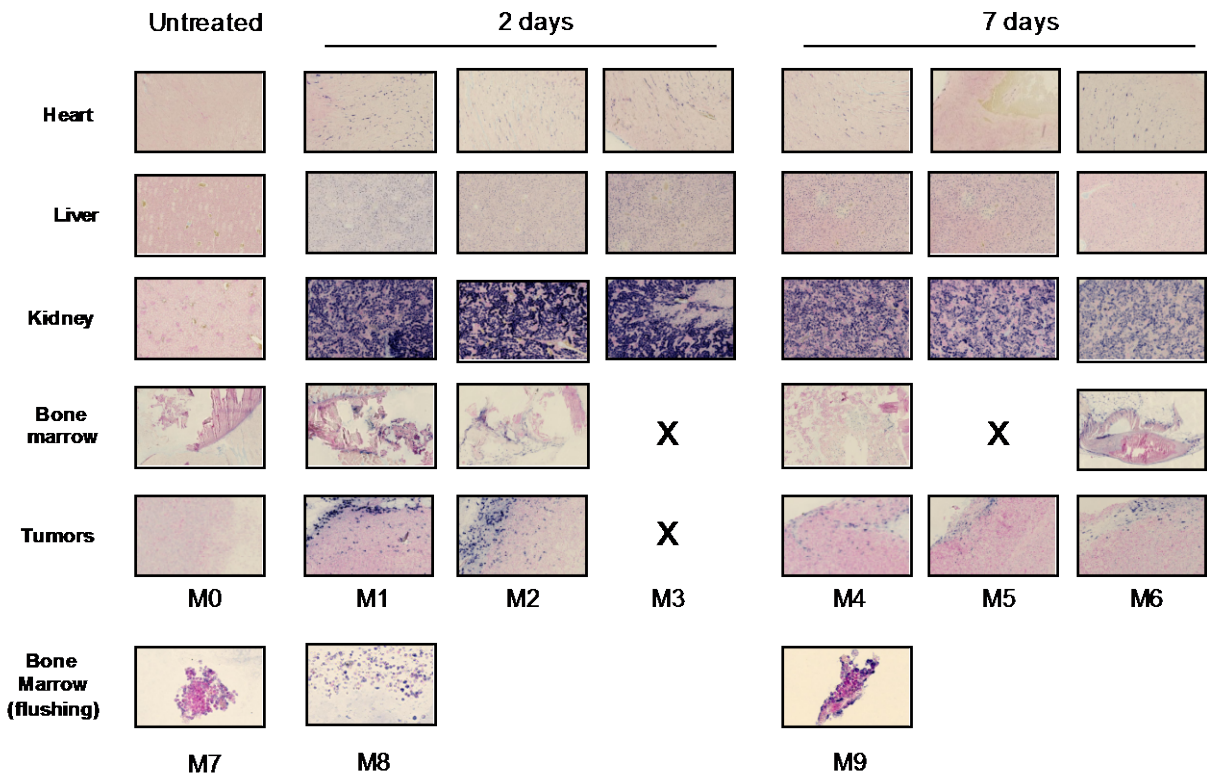 Untreated 2 days 7 days
Heart
Liver
Kidney
Bone
marrow
X X
Tumors
X
M0 M1 M2 M3 M4 M5 M6
Bone
Marrow
(flushing)
M7 M8 M9